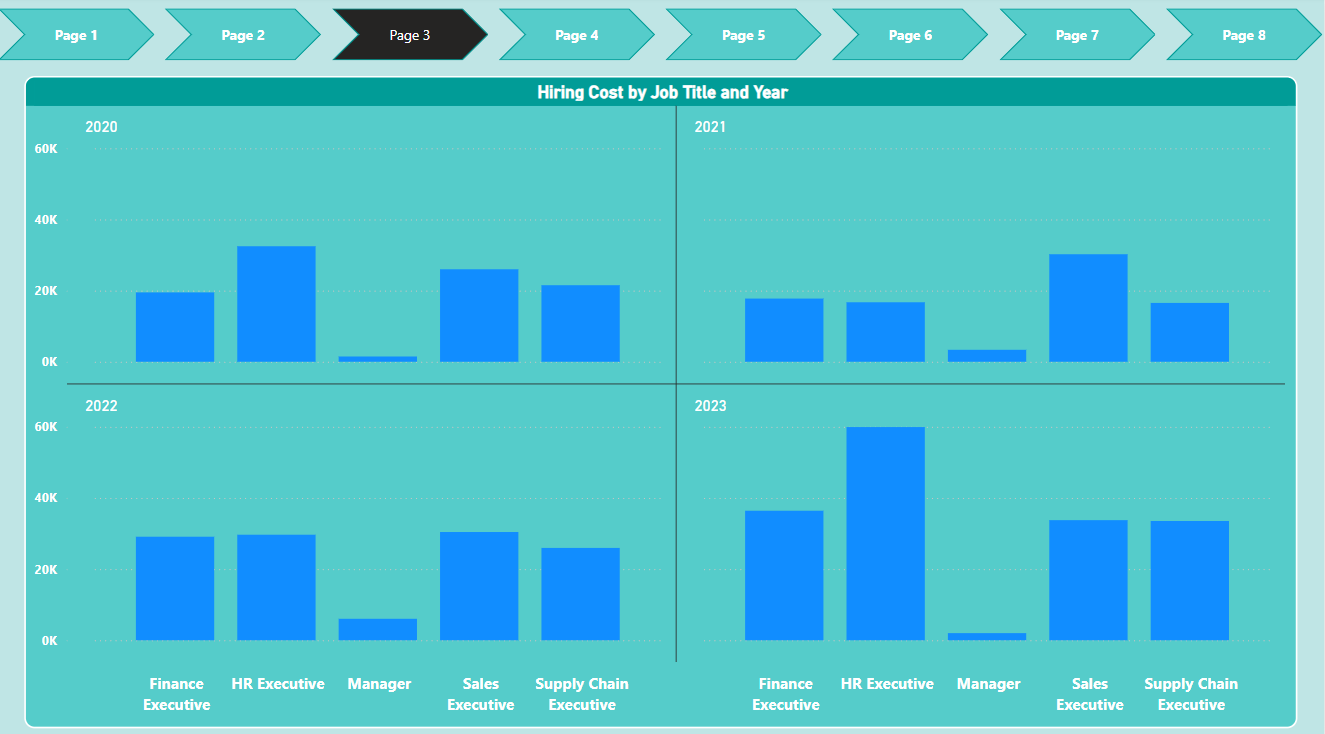 Page 1
Page 2
Page 3
Page 4
Page 5
Page 6
Page 7
Page 8
Hiring Cost by Job Title and Year
2020
2021
60K
40K
20K
0K
2022
2023
60K
40K
20K
0K
Finance
Executive
HR Executive
Manager
Sales
Executive
Supply Chain
Executive
Finance
Executive
HR Executive
Manager
Sales
Executive
Supply Chain
Executive